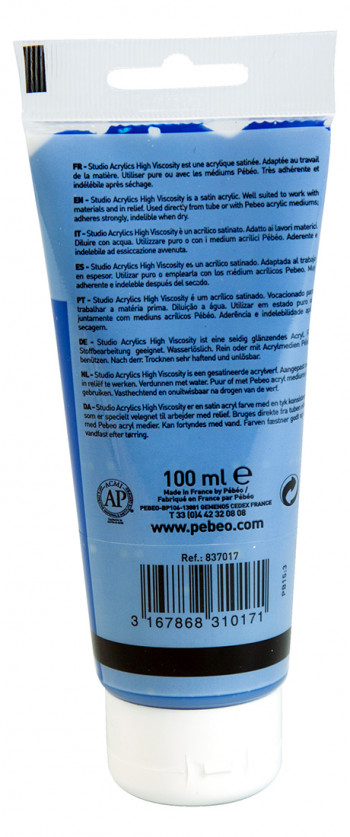 FR - Studio Acrylics High Viscosity est une acrylique satinée. Adaptée au travail
de la matière. Utiliser pure ou avec les médiums Pébéo. Très adhérente et
indélébile après séchage.
EN - Studio Acrylics High Viscosity is a satin acrylic. Well suited to work with
materials and in relief. Used directly from tube or with Pebeo acrylic mediums;
adheres strongly, indelible when dry.
IT - Studio Acrylics High Viscosity è un acrilico satinato. Adatto ai lavori materici.
Diluire con acqua. Utilizzare puro o con i medium acrilici Pébéo. Aderente e
indelebile ad essiccazione avvenuta.
ES - Studio Acrylics High Viscosity es un acrílico satinado. Adaptada al trabajo
en espesor. Utilizar puro o emplearla con los médium acrílicos Pébéo. Muy
adherente e indeleble después del secado.
PT - Studio Acrylics High Viscosity é um acrílico satinado. Vocacionado para
trabalhar a matéria prima. Diluição a água. Utilizar em estado puro
juntamente com mediuns acrílicos Pébéo. Aderência e indelebilidade após
secagem.
DE - Studio Acrylics High Viscosity ist eine seidig glänzendes Acryl.
Stoffbearbeitung geeignet. Wasserlöslich. Rein oder mit Acrylmedien Pébéo
benützen. Nach dem Trocknen sehr haftend und unlösbar.
NL - Studio Acrylics High Viscosity is een gesatineerde acrylverf. Aangepast
in reliëf te werken. Verdunnen met water. Puur of met Pebeo acryl mediums
gebruiken. Vasthechtend en onuitwisbaar na drogen van de verf.
DA - Studio Acrylics High Viscosity er en satin acryl farve med en tyk konsistens
som er specielt velegnet til arbejder med relief. Bruges direkte fra tuben
med Pebeo acryl medier. Kan fortyndes med vand. Farven fæstner godt
vandfast efter tørring.
100 ml e
Made in France by Pébéo /
Fabriqué en France par Pébéo
PEBEO-BP106-13881 GEMENOS CEDEX FRANCE
T 33 (0)4 42 32 08 08
www.pebeo.com
AP
Ref.: 837017
3 167868 310171
PB15:3